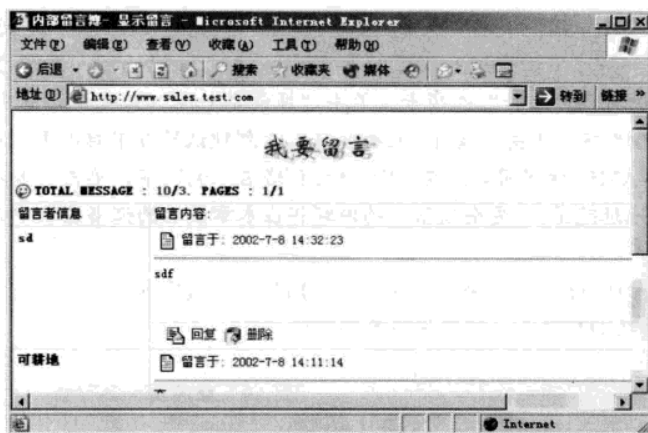 内部留言簿- 显示留言 - Microsoft Internet Explorer
文件(F) 编辑(E) 查看(V) 收藏(A) 工具(T) 帮助(H)
后退 搜索 收藏夹 媒体
地址(D) http://www.sales.test.com 转到 链接 »
我要留言
TOTAL MESSAGE : 10/3. PAGES : 1/1
留言者信息 留言内容:
sd 留言于: 2002-7-8 14:32:23
sdf
回复 删除
可耕地 留言于: 2002-7-8 14:11:14
Internet